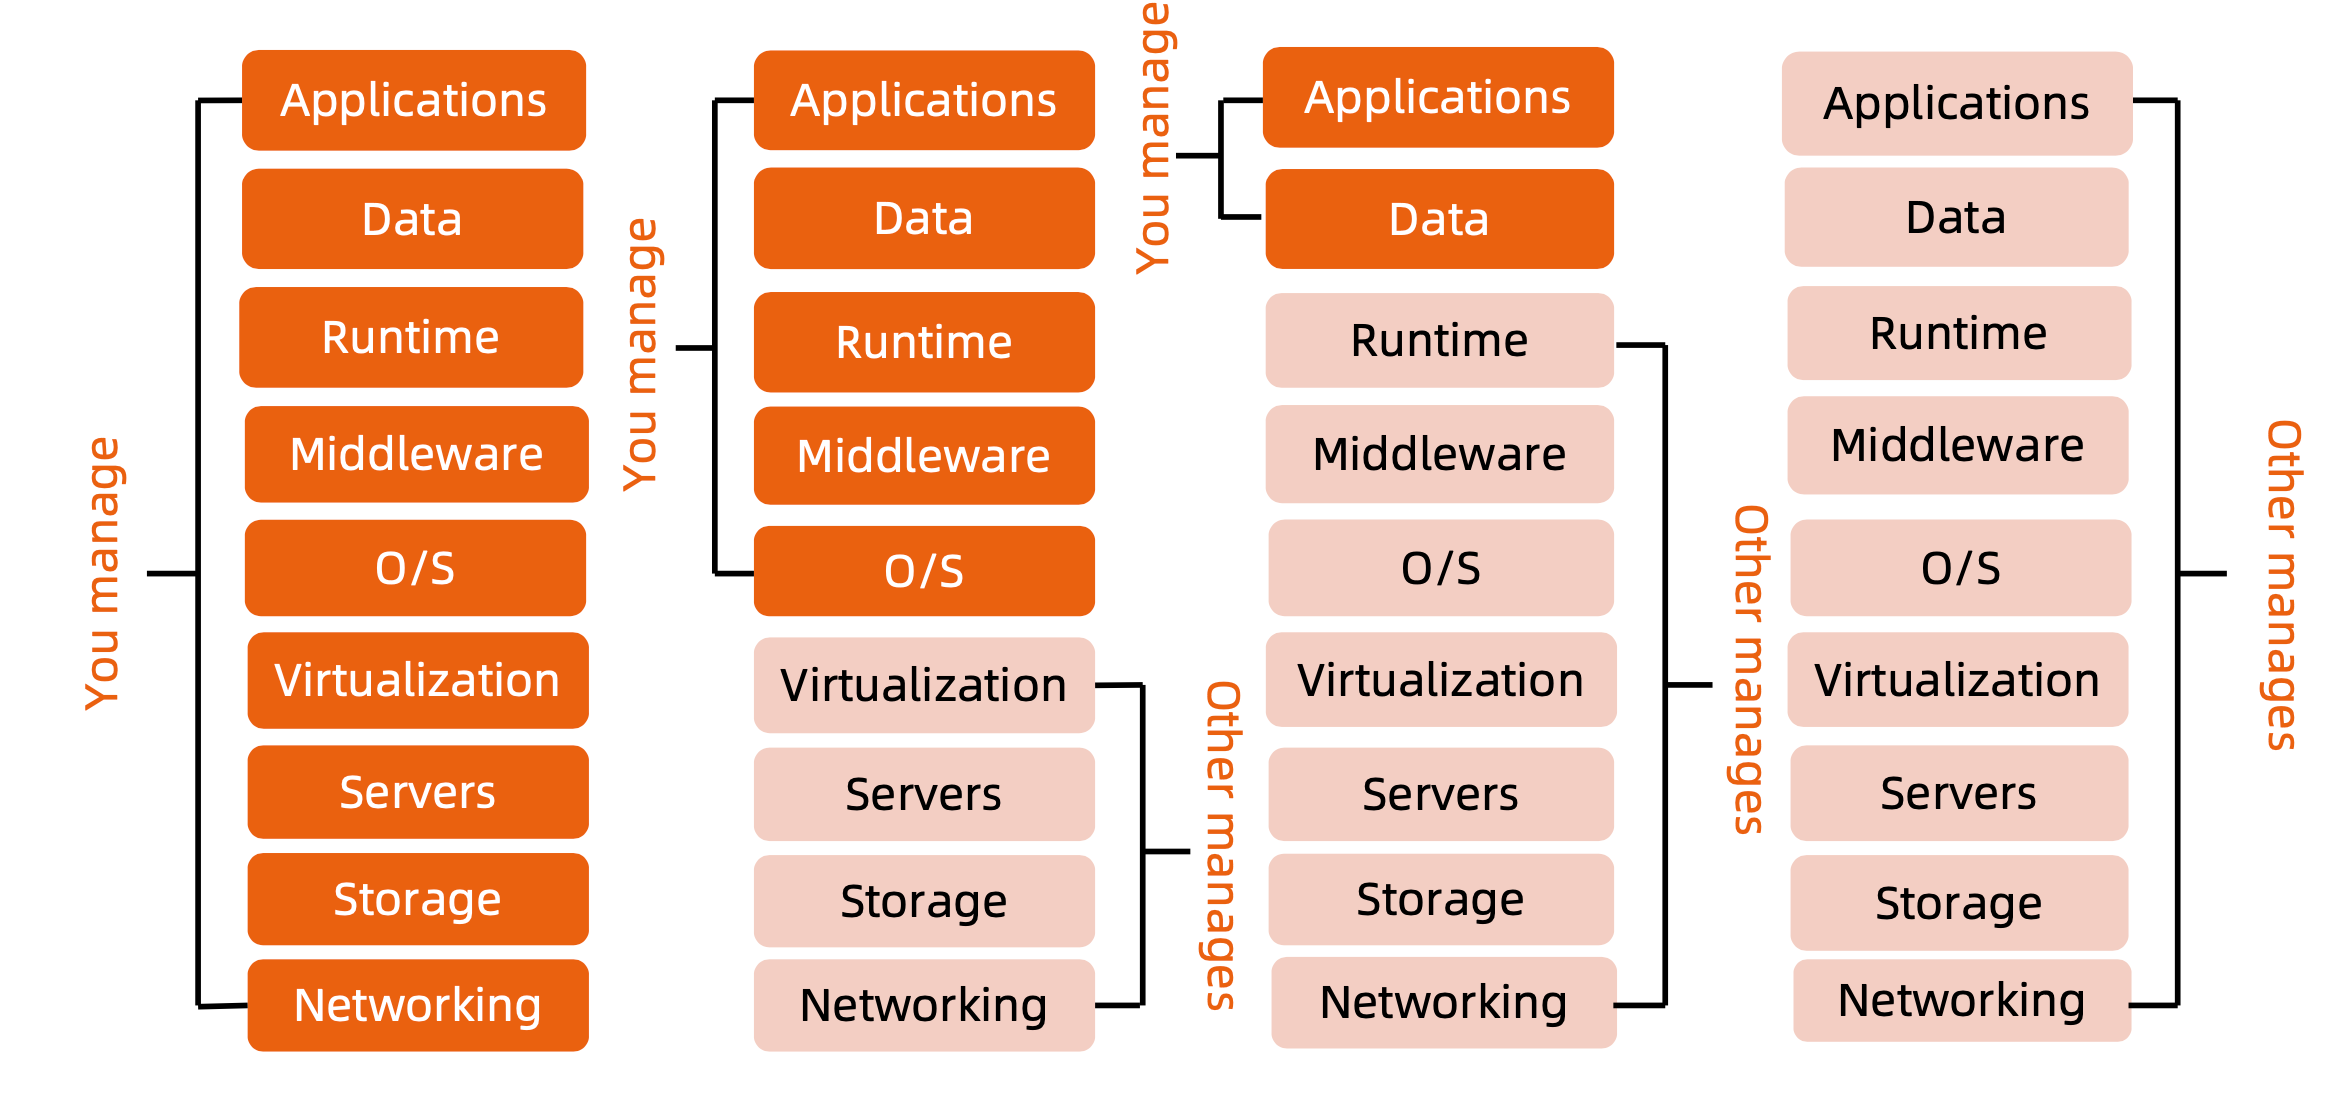 You manage
Applications
Data
Runtime
Middleware
O/S
Virtualization
Servers
Storage
Networking
You manage
Applications
Data
Runtime
Middleware
O/S
Virtualization
Servers
Storage
Networking
Other manages
You manage
Applications
Data
Runtime
Middleware
O/S
Virtualization
Servers
Storage
Networking
Other manages
Applications
Data
Runtime
Middleware
O/S
Virtualization
Servers
Storage
Networking
Other manages